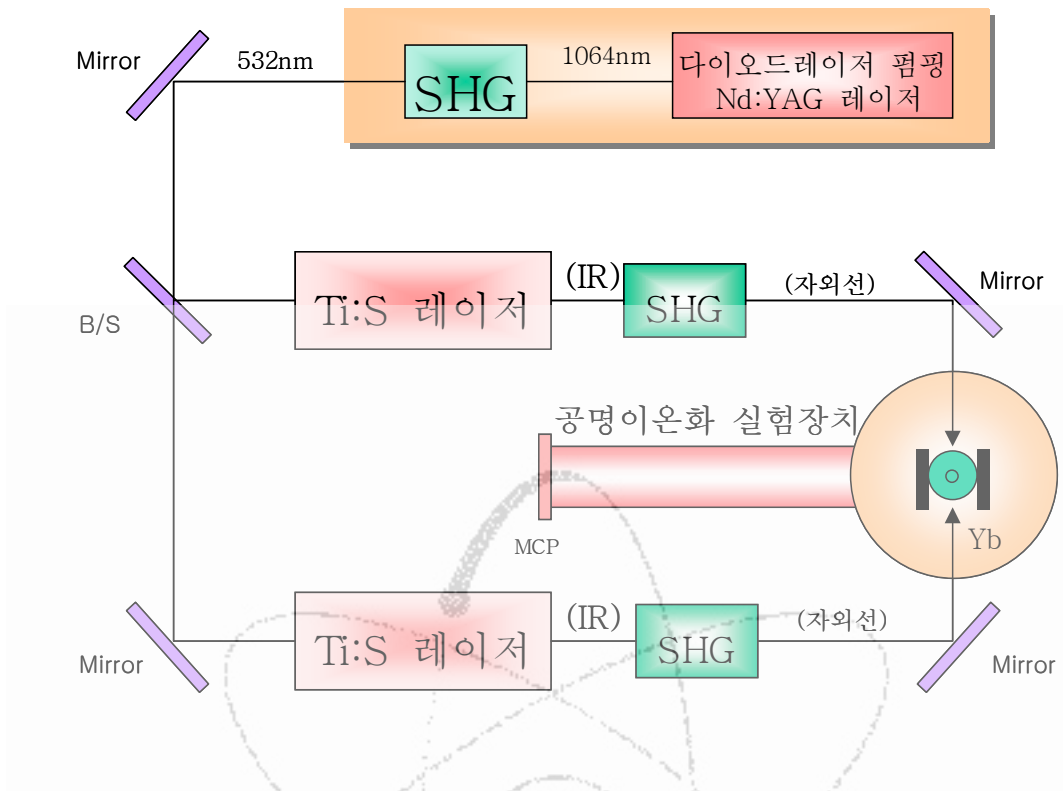 Mirror
532nm
SHG
1064nm
다이오드레이저 펌핑
Nd:YAG 레이저
B/S
Ti:S 레이저
(IR)
SHG
(자외선)
Mirror
공명이온화 실험장치
MCP
Yb
Mirror
Ti:S 레이저
(IR)
SHG
(자외선)
Mirror